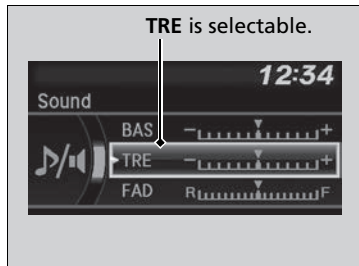 TRE is selectable.
12:34
Sound
BAS - +
TRE - +
FAD R F